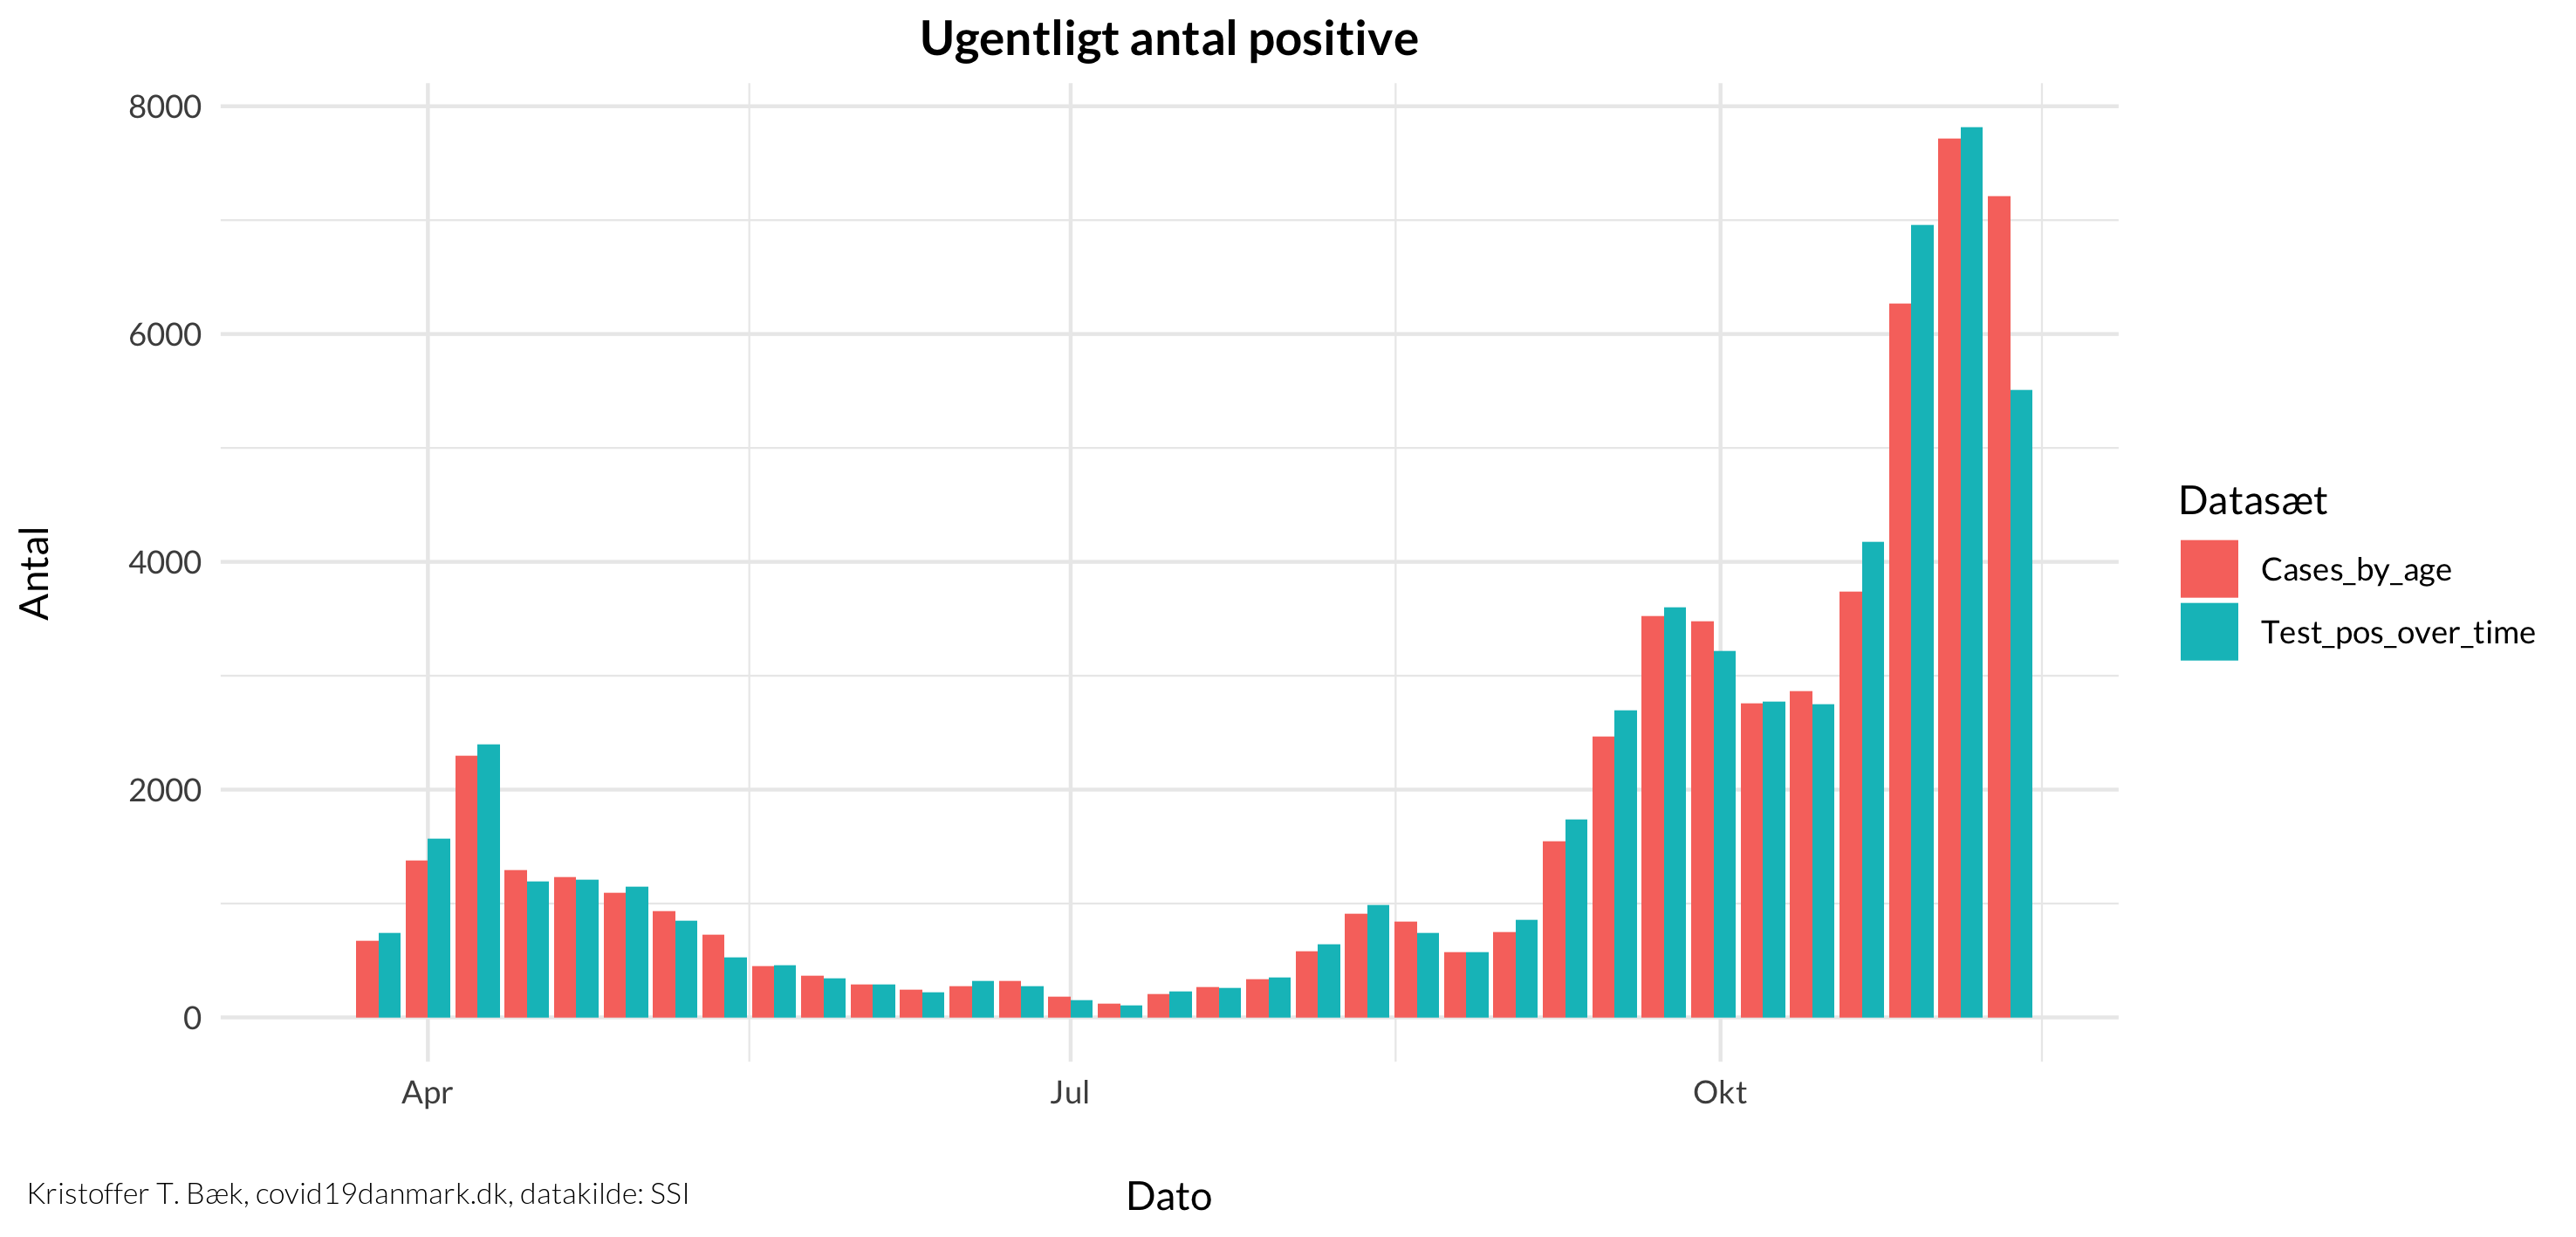 Ugentligt antal positive
8000
6000
4000
2000
0
Antal
Apr
Jul
Okt
Dato
Datasæt
Cases_by_age
Test_pos_over_time
Kristoffer T. Bæk, covid19danmark.dk, datakilde: SSI